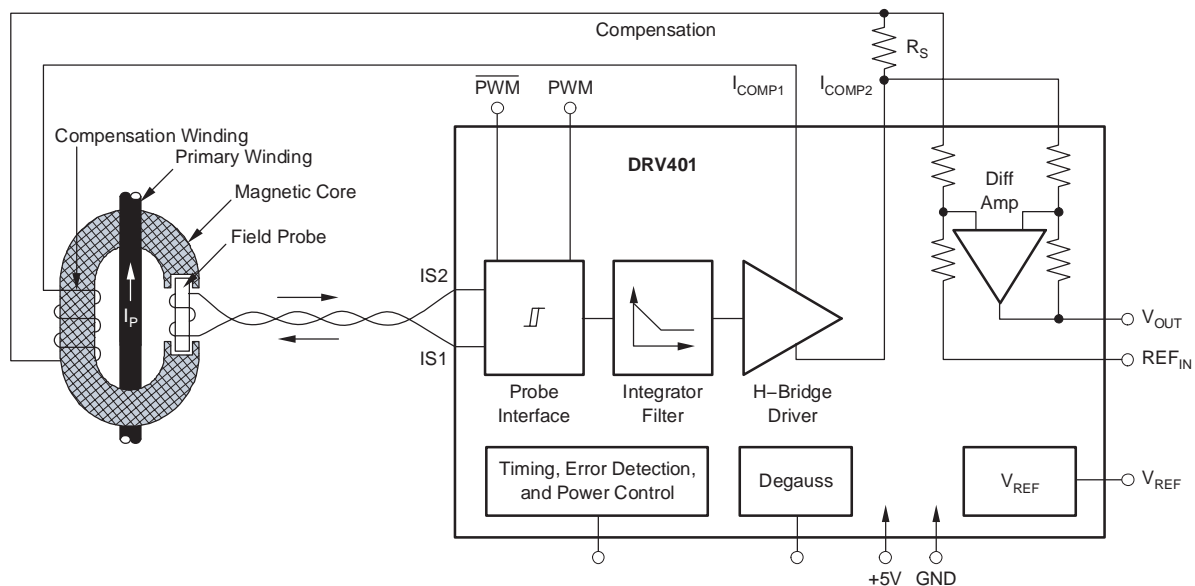 Compensation
R_S
PWM PWM
I_COMP1 I_COMP2
Compensation Winding
Primary Winding
Magnetic Core
Field Probe
DRV401
Diff
Amp
I_P
IS2
IS1
V_OUT
REF_IN
Probe
Interface
Integrator
Filter
H–Bridge
Driver
Timing, Error Detection,
and Power Control
Degauss
V_REF
V_REF
+5V GND